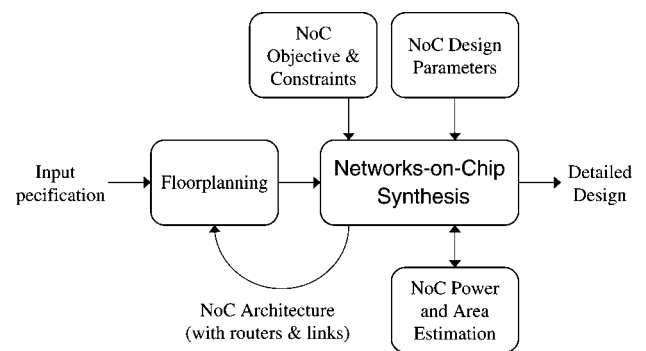 NoC
Objective &
Constraints
NoC Design
Parameters
Input
pecification
Floorplanning
Networks-on-Chip
Synthesis
Detailed
Design
NoC Architecture
(with routers & links)
NoC Power
and Area
Estimation